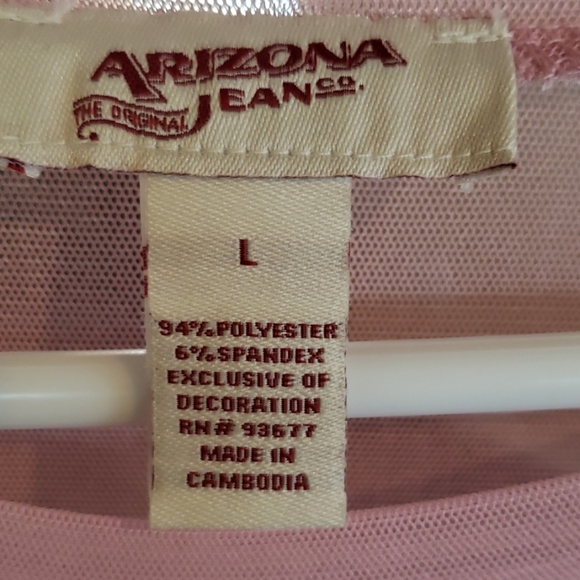 ARIZONA
JEAN CO.
THE ORIGINAL
L
94% POLYESTER
6% SPANDEX
EXCLUSIVE OF
DECORATION
RN# 93677
MADE IN
CAMBODIA